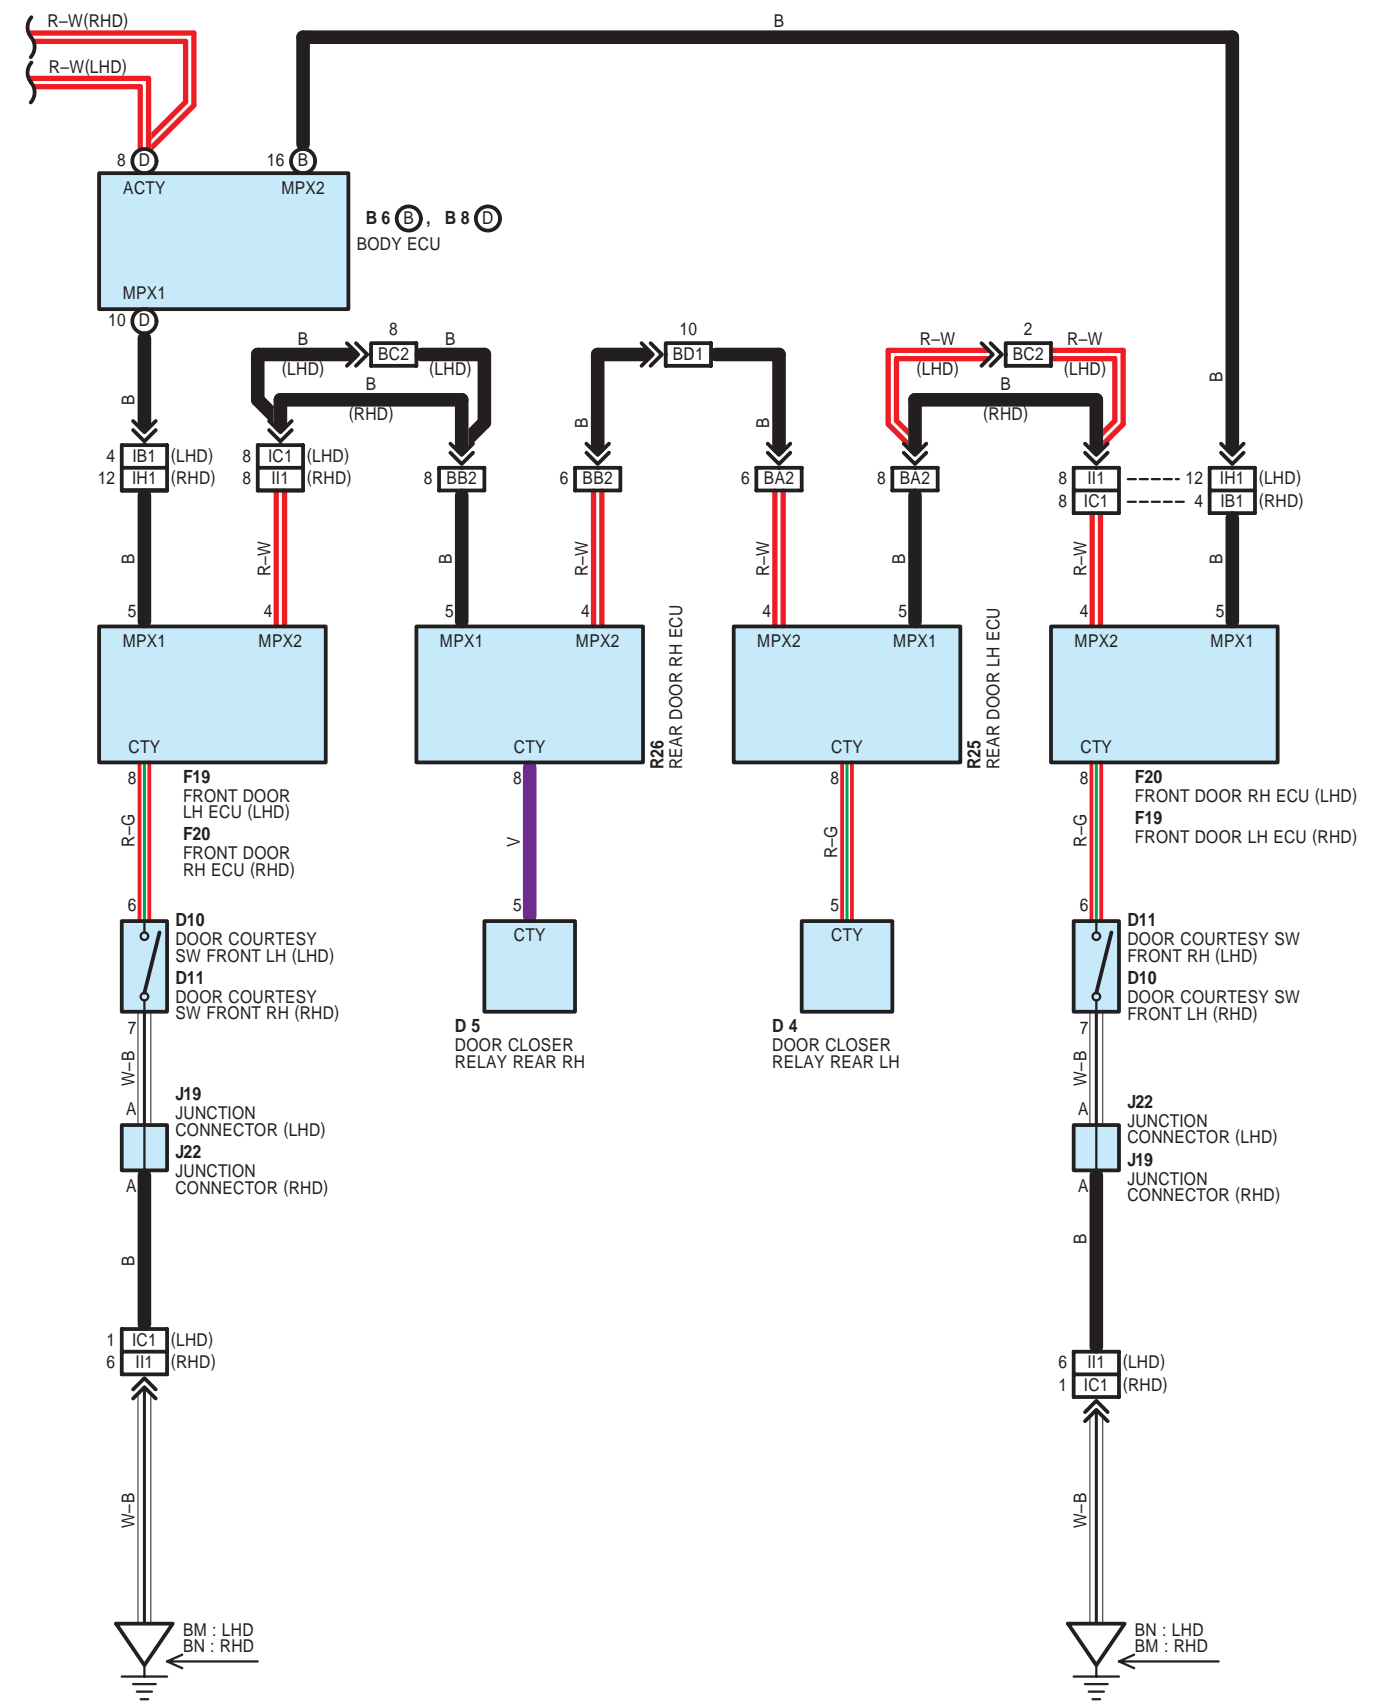 R–W(RHD)
B
R–W(LHD)
8 D
16 B
ACTY
MPX2
B 6 B , B 8 D
BODY ECU
MPX1
10 D
B
8
B
10
R–W
2
R–W
BC2
BD1
BC2
(LHD)
(LHD)
(LHD)
(LHD)
B
B
(RHD)
(RHD)
B
B
B
B
4 IB1 (LHD)
12 IH1 (RHD)
8 IC1 (LHD)
8 II1 (RHD)
8 BB2
6 BB2
6 BA2
8 BA2
8 II1
8 IC1
12 IH1 (LHD)
4 IB1 (RHD)
B
R–W
B
R–W
R–W
B
R–W
B
5
4
5
4
4
5
4
5
MPX1
MPX2
MPX1
MPX2
MPX2
MPX1
MPX2
MPX1
R26
REAR DOOR RH ECU
R25
REAR DOOR LH ECU
CTY
CTY
CTY
CTY
8
8
8
8
F19
FRONT DOOR
LH ECU (LHD)
F20
FRONT DOOR
RH ECU (RHD)
F20
FRONT DOOR RH ECU (LHD)
F19
FRONT DOOR LH ECU (RHD)
R–G
V
R–G
R–G
6
5
5
6
D10
DOOR COURTESY
SW FRONT LH (LHD)
D11
DOOR COURTESY
SW FRONT RH (RHD)
CTY
CTY
D11
DOOR COURTESY SW
FRONT RH (LHD)
D10
DOOR COURTESY SW
FRONT LH (RHD)
7
D 5
DOOR CLOSER
RELAY REAR RH
D 4
DOOR CLOSER
RELAY REAR LH
7
W–B
W–B
A
J19
JUNCTION
CONNECTOR (LHD)
J22
JUNCTION
CONNECTOR (RHD)
A
A
J22
JUNCTION
CONNECTOR (LHD)
J19
JUNCTION
CONNECTOR (RHD)
A
B
B
1 IC1 (LHD)
6 II1 (RHD)
6 II1 (LHD)
1 IC1 (RHD)
W–B
W–B
BM : LHD
BN : RHD
BN : LHD
BM : RHD